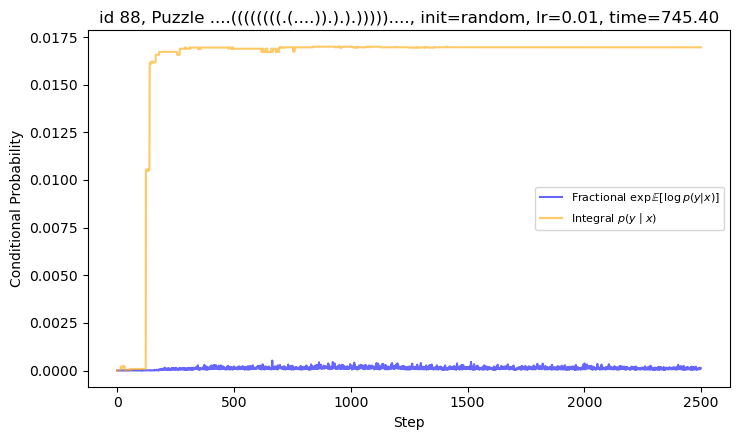 id 88, Puzzle ....((((((((.(....)).).).)))))...., init=random, lr=0.01, time=745.40
0.0175
0.0150
0.0125
0.0100
0.0075
0.0050
0.0025
0.0000
Conditional Probability
Fractional exp𝔼[log p(y|x)]
Integral p(y | x)
0
500
1000
1500
2000
2500
Step